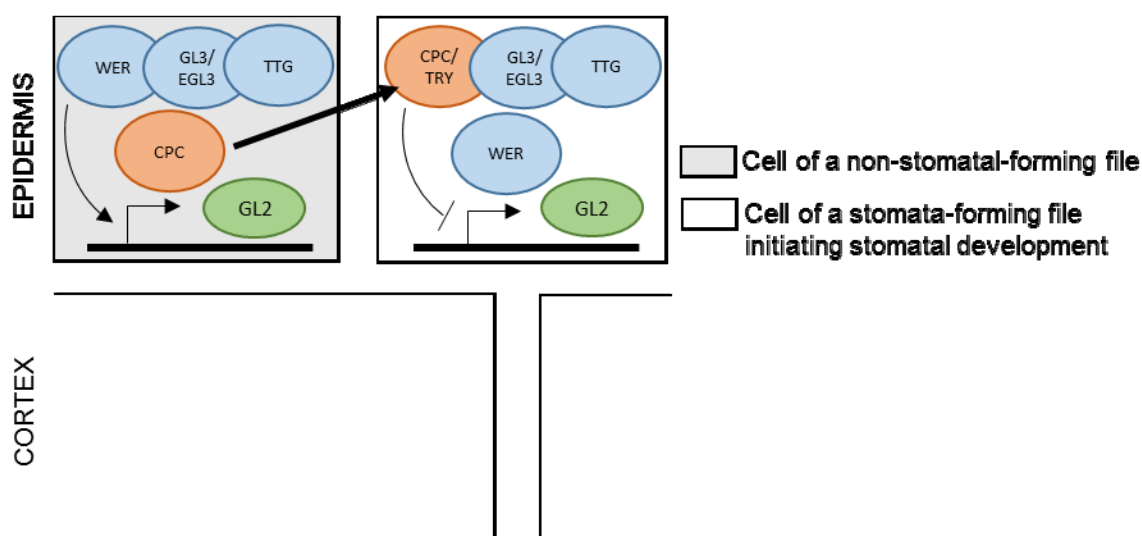 EPIDERMIS
WER
GL3/
EGL3
TTG
CPC
GL2
CPC/
TRY
GL3/
EGL3
TTG
WER
GL2
Cell of a non-stomatal-forming file
Cell of a stomata-forming file
initiating stomatal development
CORTEX